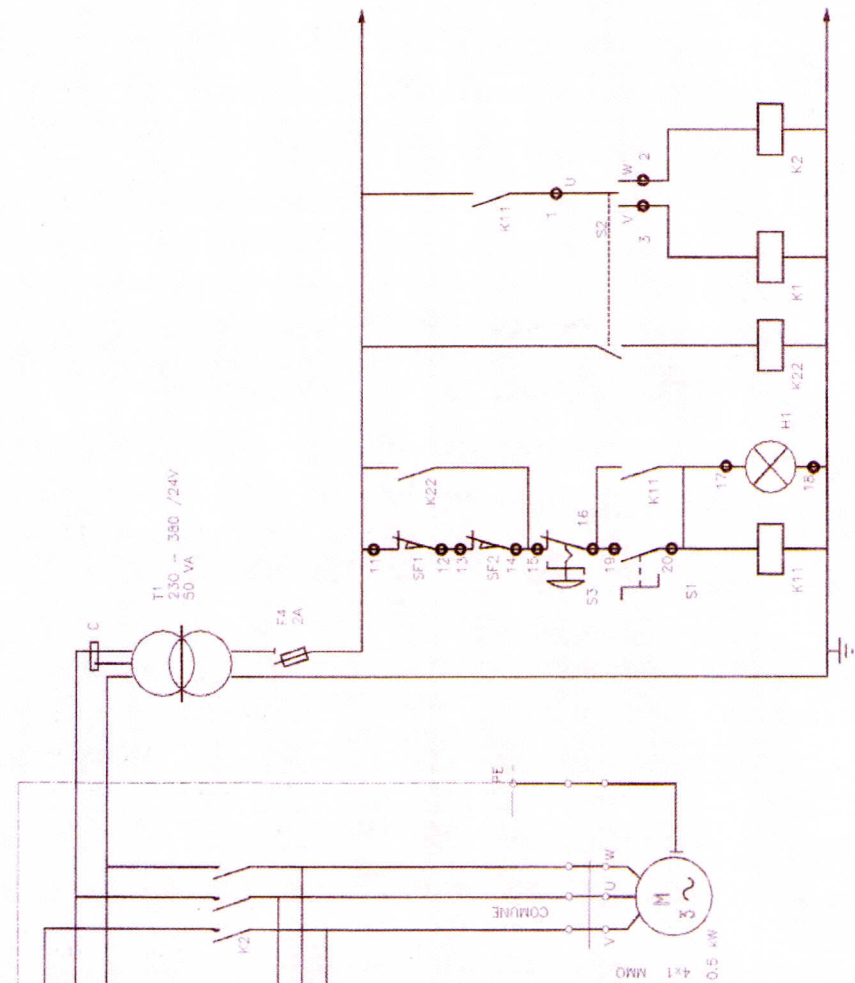 K2
W
2
U
1
K11
S2
V
3
K1
K22
H1
T1
230 - 380 /24V
50 VA
C
F4
2A
K22
K11
17
18
16
11
SF1
12
13
SF2
14
15
S3
19
20
S1
K11
PE
W
U
V
COMUNE
K2
M
3~
MMO
4x1
0.5 kW